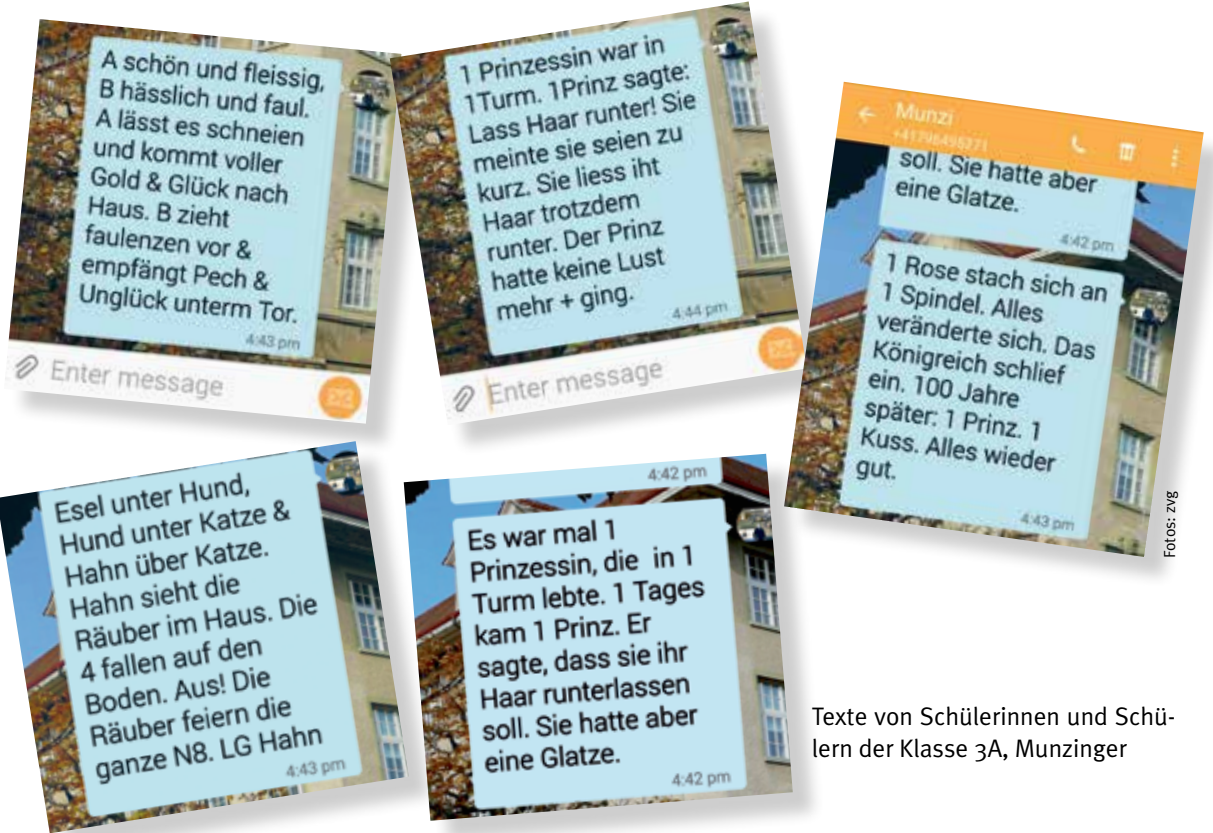 A schön und fleissig,
B hässlich und faul.
A lässt es schneien
und kommt voller
Gold & Glück nach
Haus. B zieht
faulenzen vor &
empfängt Pech &
Unglück unterm Tor.
4:43 pm
Enter message
1 Prinzessin war in
1Turm. 1Prinz sagte:
Lass Haar runter! Sie
meinte sie seien zu
kurz. Sie liess iht
Haar trotzdem
runter. Der Prinz
hatte keine Lust
mehr + ging.
4:44 pm
Enter message
Munzi
soll. Sie hatte aber
eine Glatze.
4:42 pm
1 Rose stach sich an
1 Spindel. Alles
veränderte sich. Das
Königreich schlief
ein. 100 Jahre
später: 1 Prinz. 1
Kuss. Alles wieder
gut.
4:43 pm
Fotos: zvg
Esel unter Hund,
Hund unter Katze &
Hahn über Katze.
Hahn sieht die
Räuber im Haus. Die
4 fallen auf den
Boden. Aus! Die
Räuber feiern die
ganze N8. LG Hahn
4:43 pm
4:42 pm
Es war mal 1
Prinzessin, die in 1
Turm lebte. 1 Tages
kam 1 Prinz. Er
sagte, dass sie ihr
Haar runterlassen
soll. Sie hatte aber
eine Glatze.
4:42 pm
Texte von Schülerinnen und Schü-
lern der Klasse 3A, Munzinger